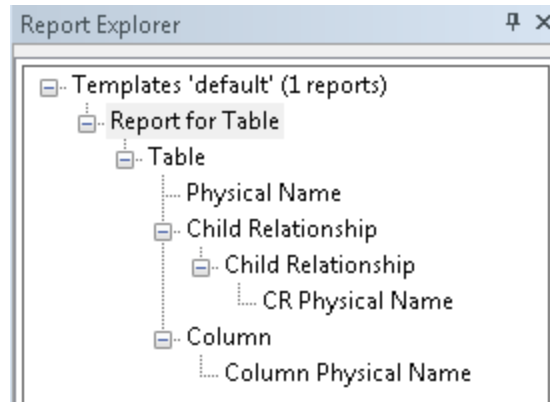 Report Explorer
Templates 'default' (1 reports)
Report for Table
Table
Physical Name
Child Relationship
Child Relationship
CR Physical Name
Column
Column Physical Name